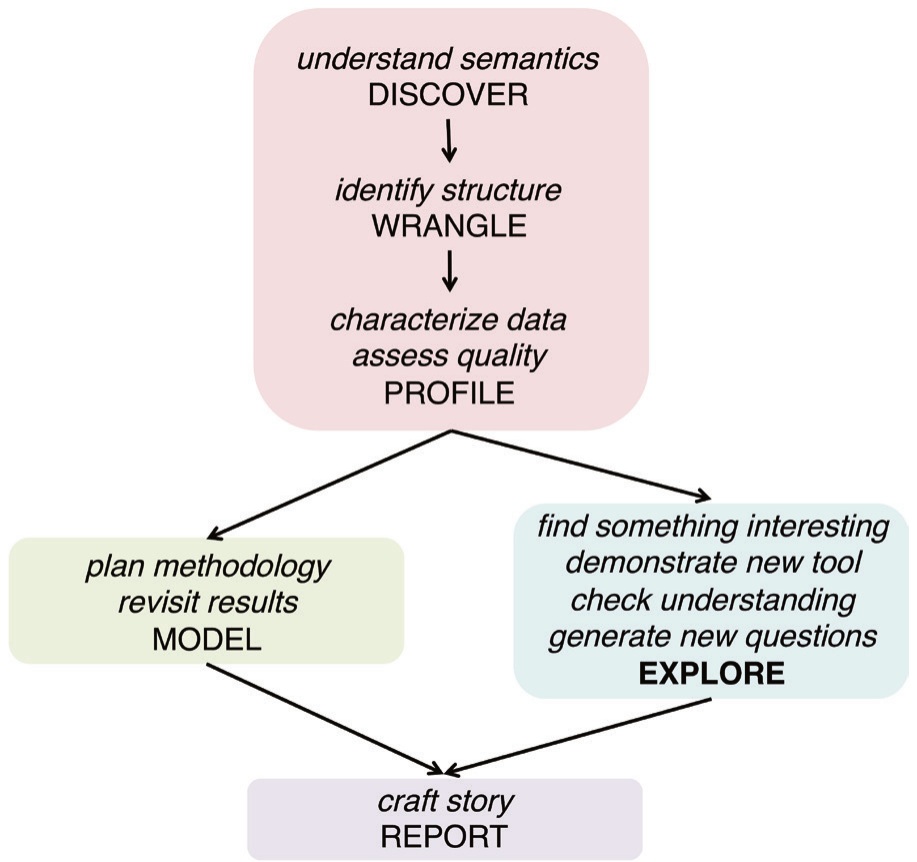 understand semantics
DISCOVER
identify structure
WRANGLE
characterize data
assess quality
PROFILE
plan methodology
revisit results
MODEL
find something interesting
demonstrate new tool
check understanding
generate new questions
EXPLORE
craft story
REPORT